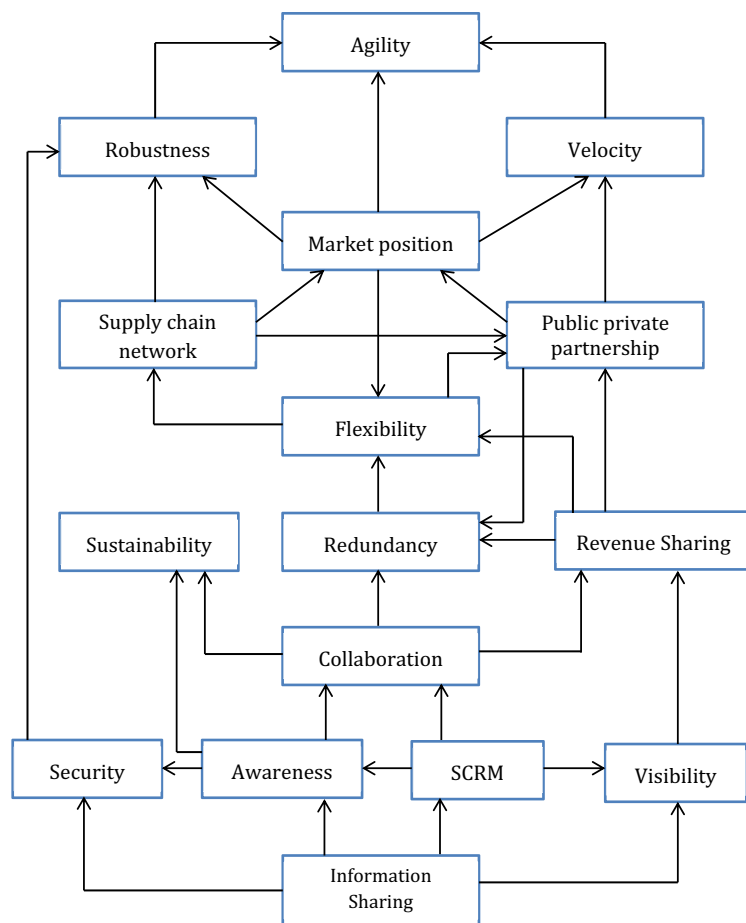 Agility
Robustness
Velocity
Market position
Supply chain
network
Public private
partnership
Flexibility
Sustainability
Redundancy
Revenue Sharing
Collaboration
Security
Awareness
SCRM
Visibility
Information
Sharing